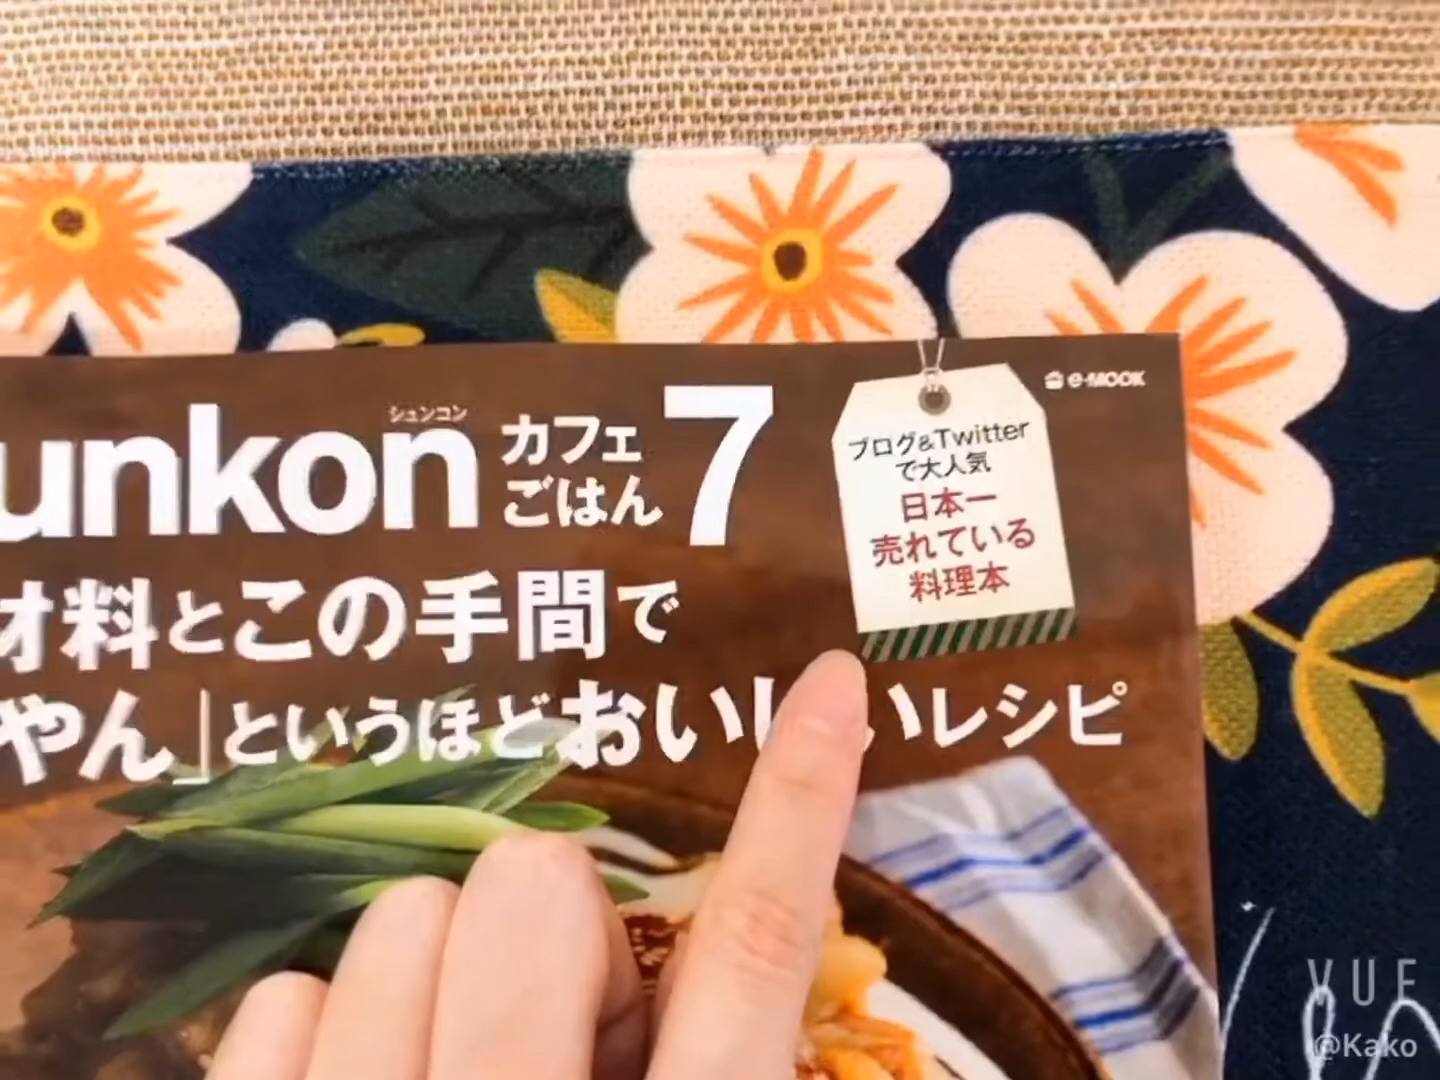 シュンコン
unkon カフェ ごはん 7
e-MOOK
ブログ&Twitter
で大人気
日本一
売れている
料理本
料とこの手間で
やん」というほどおいしいレシピ
VUE
@Kako